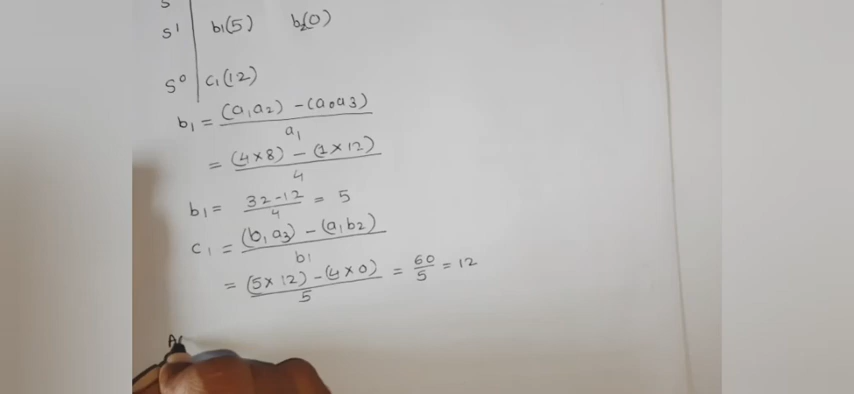 s¹ b₁(5) b₂(0)
s⁰ c₁(12)
b₁ = (a₁a₂) - (a₀a₃) / a₁
= (4×8) - (1×12) / 4
b₁ = 32-12 / 4 = 5
c₁ = (b₁a₃) - (a₁b₂) / b₁
= (5×12) - (4×0) / 5 = 60/5 = 12